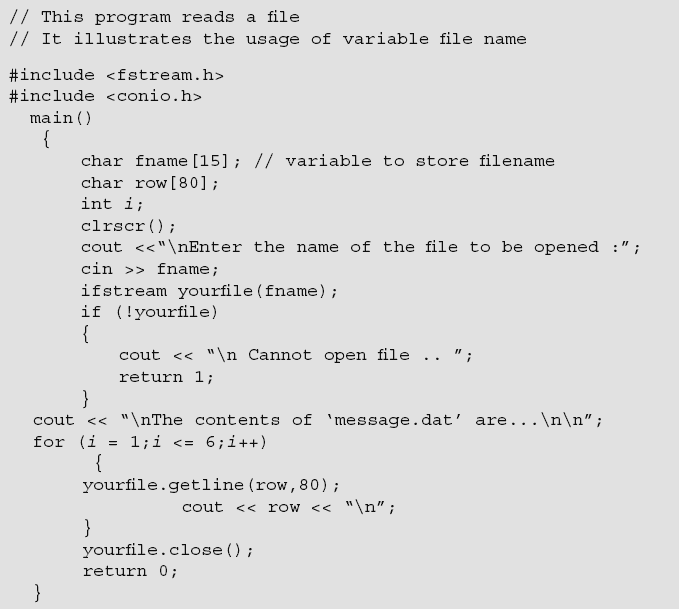 // This program reads a file
// It illustrates the usage of variable file name
#include <fstream.h>
#include <conio.h>
main()
{
char fname[15]; // variable to store filename
char row[80];
int i;
clrscr();
cout <<“\nEnter the name of the file to be opened :”;
cin >> fname;
ifstream yourfile(fname);
if (!yourfile)
{
cout << “\n Cannot open file .. ”;
return 1;
}
cout << “\nThe contents of ‘message.dat’ are...\n\n”;
for (i = 1;i <= 6;i++)
{
yourfile.getline(row,80);
cout << row << “\n”;
}
yourfile.close();
return 0;
}